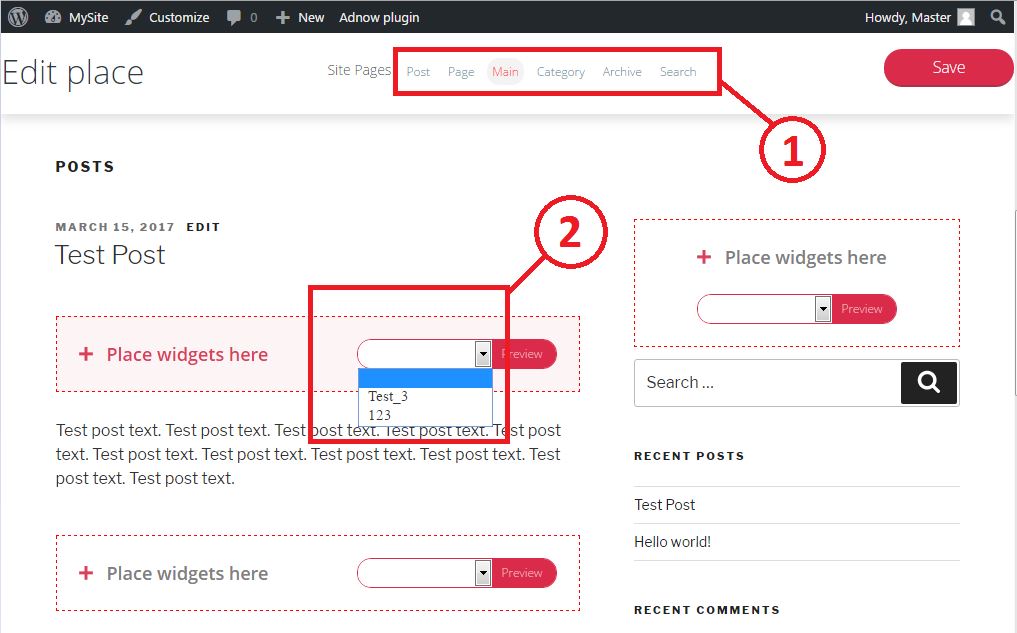 MySite Customize 0 New Adnow plugin Howdy, Master
Edit place Site Pages Post Page Main Category Archive Search Save
1
POSTS
MARCH 15, 2017 EDIT
Test Post
2
Place widgets here Preview
Test_3
123
Test post text. Test post text. Test post text. Test post text. Test post
text. Test post text. Test post text. Test post text. Test post text. Test
post text. Test post text.
Place widgets here Preview
Place widgets here
Preview
Search ...
RECENT POSTS
Test Post
Hello world!
RECENT COMMENTS